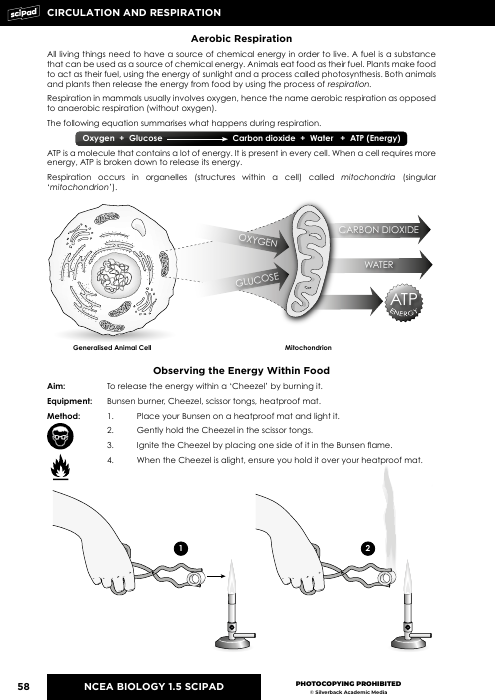 scipad CIRCULATION AND RESPIRATION
Aerobic Respiration
All living things need to have a source of chemical energy in order to live. A fuel is a substance
that can be used as a source of chemical energy. Animals eat food as their fuel. Plants make food
to act as their fuel, using the energy of sunlight and a process called photosynthesis. Both animals
and plants then release the energy from food by using the process of respiration.
Respiration in mammals usually involves oxygen, hence the name aerobic respiration as opposed
to anaerobic respiration (without oxygen).
The following equation summarises what happens during respiration.
Oxygen + Glucose ⟶ Carbon dioxide + Water + ATP (Energy)
ATP is a molecule that contains a lot of energy. It is present in every cell. When a cell requires more
energy, ATP is broken down to release its energy.
Respiration occurs in organelles (structures within a cell) called mitochondria (singular
‘mitochondrion’).
OXYGEN
GLUCOSE
CARBON DIOXIDE
WATER
ATP
ENERGY
Generalised Animal Cell
Mitochondrion
Observing the Energy Within Food
Aim: To release the energy within a ‘Cheezel’ by burning it.
Equipment: Bunsen burner, Cheezel, scissor tongs, heatproof mat.
Method: 1. Place your Bunsen on a heatproof mat and light it.
2. Gently hold the Cheezel in the scissor tongs.
3. Ignite the Cheezel by placing one side of it in the Bunsen flame.
4. When the Cheezel is alight, ensure you hold it over your heatproof mat.
1
2
58 NCEA BIOLOGY 1.5 SCIPAD
PHOTOCOPYING PROHIBITED
© Silverback Academic Media